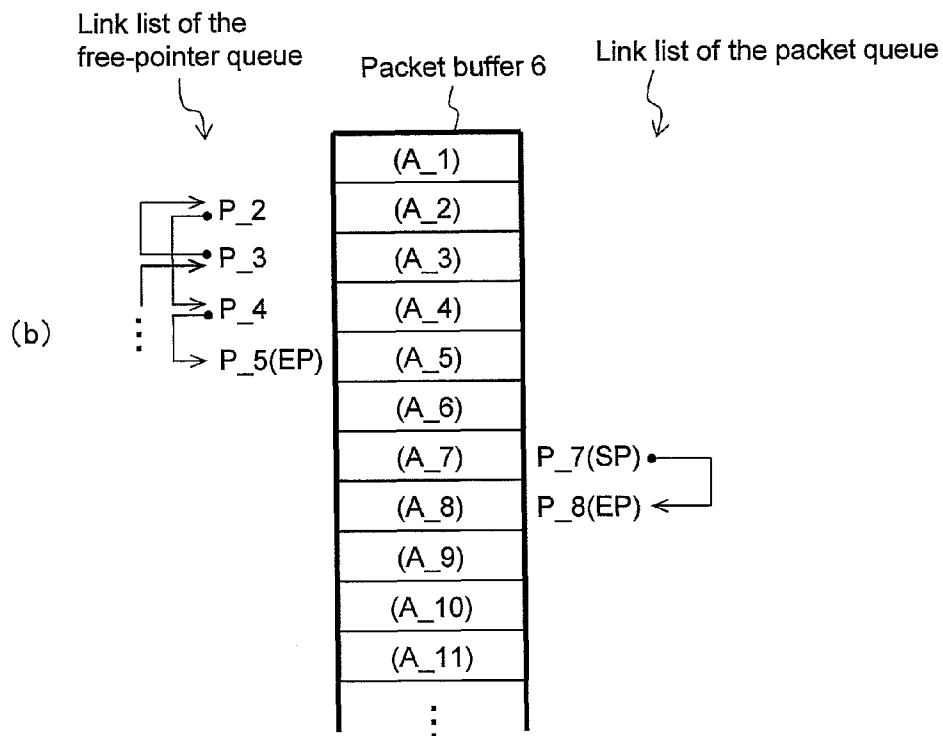 Link list of the
free-pointer queue
Packet buffer 6
Link list of the packet queue
(A_1)
P_2
(A_2)
P_3
(A_3)
P_4
(A_4)
(b)
P_5(EP)
(A_5)
(A_6)
(A_7)
P_7(SP)
(A_8)
P_8(EP)
(A_9)
(A_10)
(A_11)